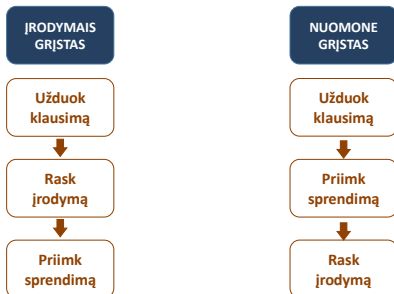 ĮRODYMAIS
GRĮSTAS
Užduok
klausimą
Rask
įrodymą
Priimk
sprendimą
NUOMONE
GRĮSTAS
Užduok
klausimą
Priimk
sprendimą
Rask
įrodymą